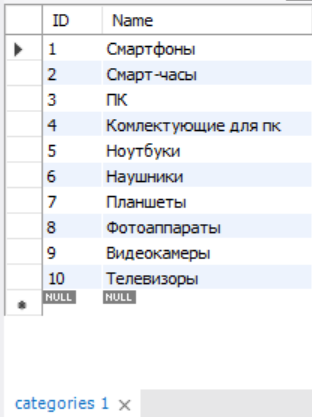 ID Name
1 Смартфоны
2 Смарт-часы
3 ПК
4 Комлектующие для пк
5 Ноутбуки
6 Наушники
7 Планшеты
8 Фотоаппараты
9 Видеокамеры
10 Телевизоры
NULL NULL
categories 1